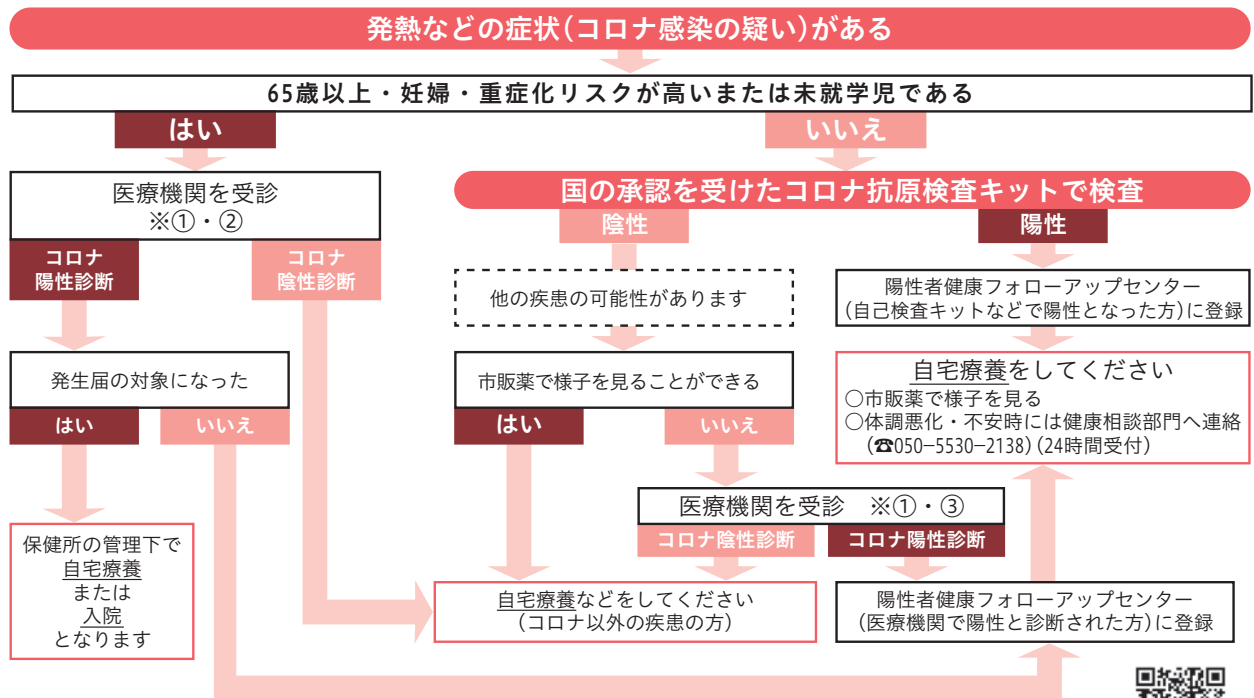 発熱などの症状(コロナ感染の疑い)がある
65歳以上・妊婦・重症化リスクが高いまたは未就学児である
はい
いいえ
医療機関を受診
※①・②
コロナ
陽性診断
コロナ
陰性診断
発生届の対象になった
はい
いいえ
保健所の管理下で
自宅療養
または
入院
となります
国の承認を受けたコロナ抗原検査キットで検査
陰性
陽性
他の疾患の可能性があります
市販薬で様子を見ることができる
はい
いいえ
医療機関を受診 ※①・③
コロナ陰性診断
コロナ陽性診断
自宅療養などをしてください
(コロナ以外の疾患の方)
陽性者健康フォローアップセンター
(医療機関で陽性と診断された方)に登録
陽性者健康フォローアップセンター
(自己検査キットなどで陽性となった方)に登録
自宅療養をしてください
○市販薬で様子を見る
○体調悪化・不安時には健康相談部門へ連絡
(☎050–5530–2138)(24時間受付)